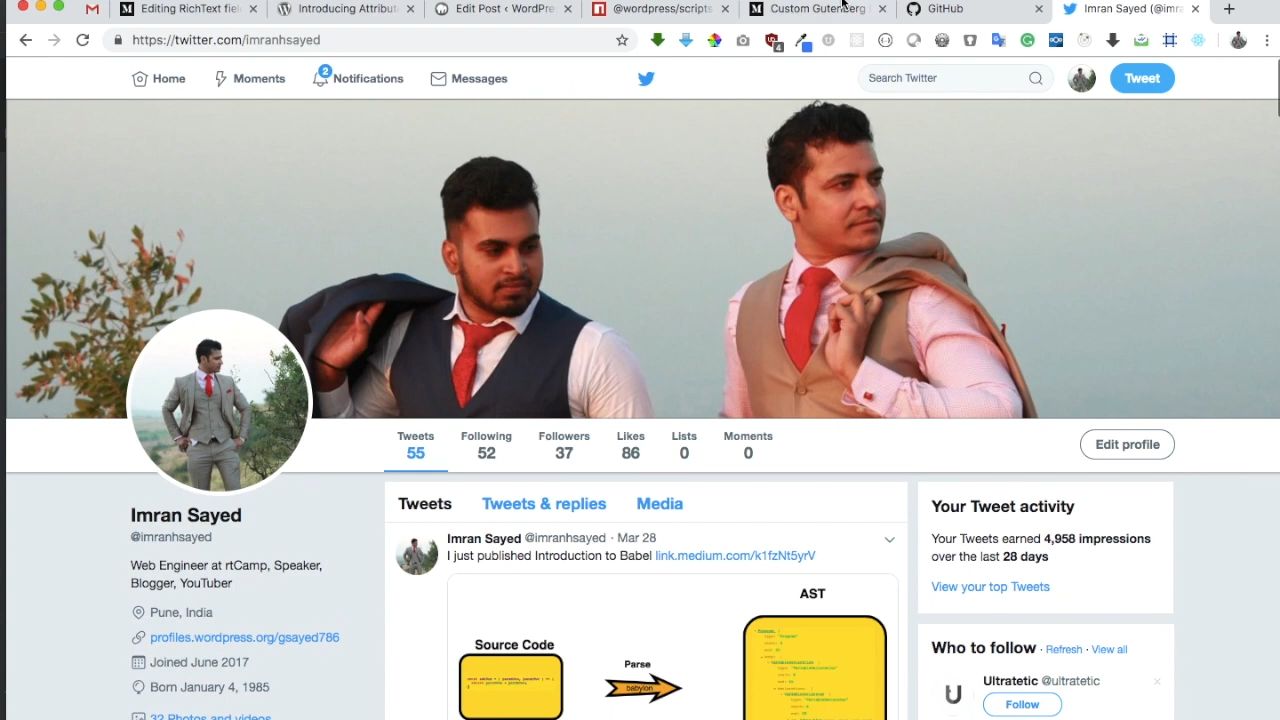 Editing RichText fiel
Introducing Attribut
Edit Post ‹ WordPre
@wordpress/scripts
Custom Gutenberg
GitHub
Imran Sayed (@imra
https://twitter.com/imranhsayed
4
Home
Moments
2
Notifications
Messages
Search Twitter
Tweet
Tweets
Following
Followers
Likes
Lists
Moments
55
52
37
86
0
0
Edit profile
Imran Sayed
@imranhsayed
Web Engineer at rtCamp, Speaker,
Blogger, YouTuber
Pune, India
profiles.wordpress.org/gsayed786
Joined June 2017
Born January 4, 1985
32 Photos and videos
Tweets
Tweets & replies
Media
Imran Sayed @imranhsayed · Mar 28
I just published Introduction to Babel link.medium.com/k1fzNt5yrV
AST
Source Code
Parse
babylon
Your Tweet activity
Your Tweets earned 4,958 impressions
over the last 28 days
View your top Tweets
Who to follow · Refresh · View all
Ultratetic @ultratetic
Follow